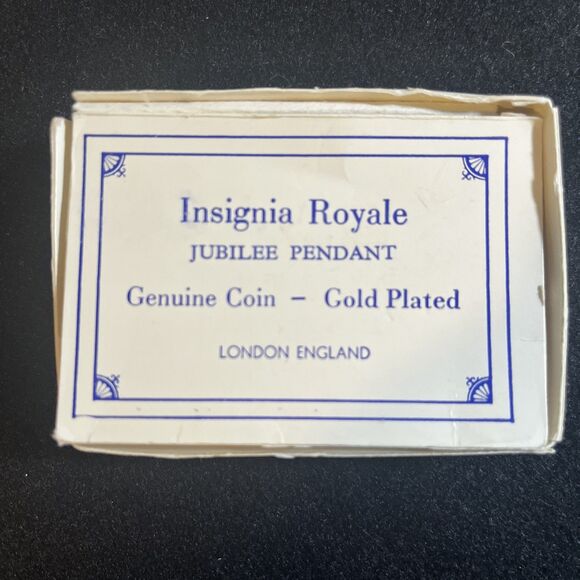 Insignia Royale
JUBILEE PENDANT
Genuine Coin – Gold Plated
LONDON ENGLAND